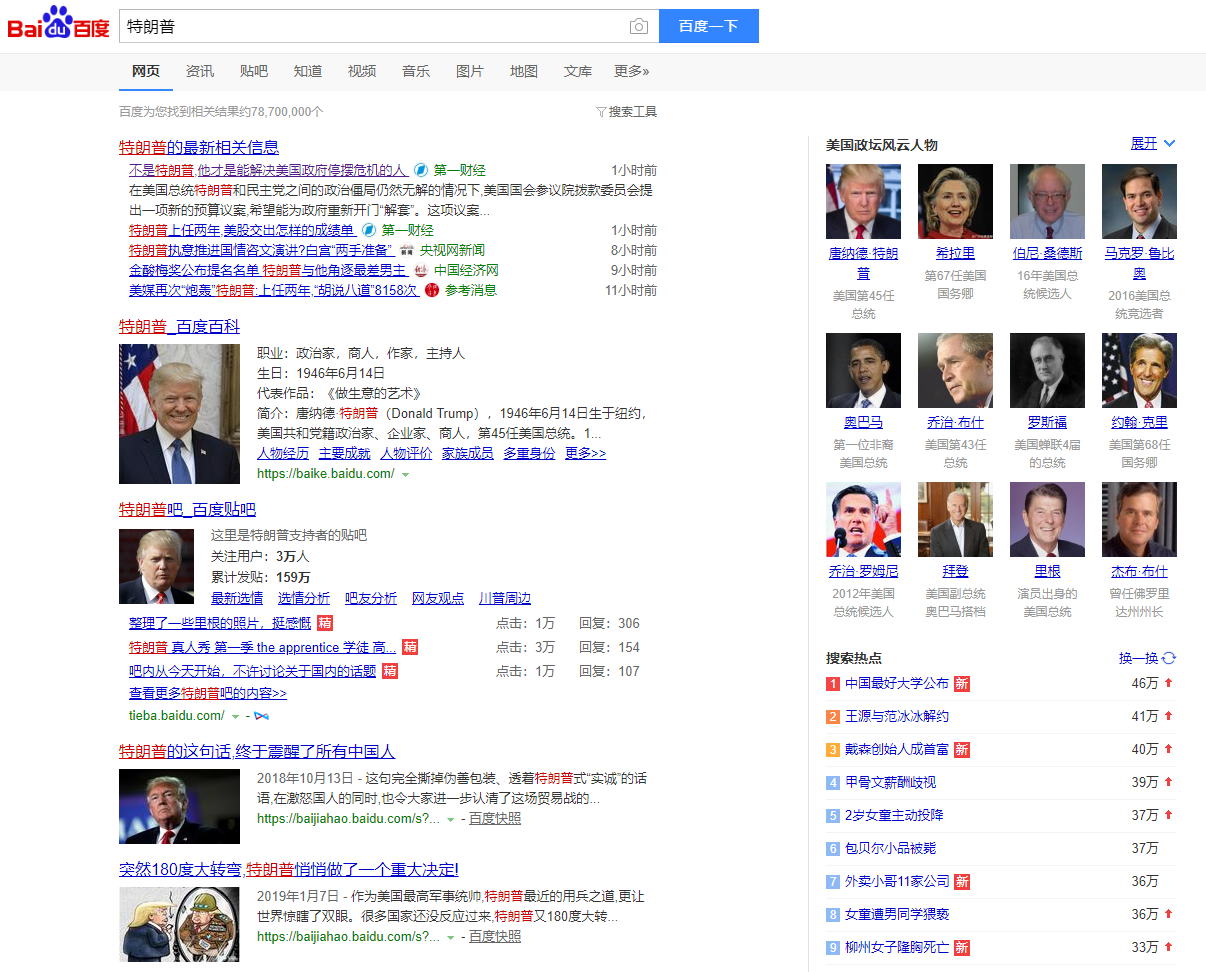 Bai du 百度
特朗普
百度一下
网页 资讯 贴吧 知道 视频 音乐 图片 地图 文库 更多»
百度为您找到相关结果约78,700,000个
搜索工具
特朗普的最新相关信息
不是特朗普,他才是能解决美国政府停摆危机的人 第一财经 1小时前
在美国总统特朗普和民主党之间的政治僵局仍然无解的情况下,美国国会参议院拨款委员会提
出一项新的预算议案,希望能为政府重新开门“解套”。这项议案...
特朗普上任两年,美股交出怎样的成绩单 第一财经 1小时前
特朗普执意推进国情咨文演讲?白宫“两手准备” 央视网新闻 8小时前
金酸梅奖公布提名名单 特朗普与他角逐最差男主 中国经济网 9小时前
美媒再次“炮轰”特朗普:上任两年,“胡说八道”8158次 参考消息 11小时前
特朗普_百度百科
职业：政治家，商人，作家，主持人
生日：1946年6月14日
代表作品：《做生意的艺术》
简介：唐纳德·特朗普（Donald Trump），1946年6月14日生于纽约，
美国共和党籍政治家、企业家、商人，第45任美国总统。1...
人物经历 主要成就 人物评价 家族成员 多重身份 更多>>
https://baike.baidu.com/
特朗普吧_百度贴吧
这里是特朗普支持者的贴吧
关注用户：3万人
累计发贴：159万
最新选情 选情分析 吧友分析 网友观点 川普周边
整理了一些里根的照片，挺感慨 精 点击：1万 回复：306
特朗普 真人秀 第一季 the apprentice 学徒 高... 精 点击：3万 回复：154
吧内从今天开始，不许讨论关于国内的话题 精 点击：1万 回复：107
查看更多特朗普吧的内容>>
tieba.baidu.com/ -
特朗普的这句话,终于震醒了所有中国人
2018年10月13日 - 这句完全撕掉伪善包装、透着特朗普式“实诚”的话
语,在激怒国人的同时,也令大家进一步认清了这场贸易战的...
https://baijiahao.baidu.com/s?... - 百度快照
突然180度大转弯,特朗普悄悄做了一个重大决定!
2019年1月7日 - 作为美国最高军事统帅,特朗普最近的用兵之道,更让
世界惊瞎了双眼。很多国家还没反应过来,特朗普又180度大转...
https://baijiahao.baidu.com/s?... - 百度快照
美国政坛风云人物 展开
唐纳德·特朗 希拉里 伯尼·桑德斯 马克罗·鲁比
普 第67任美国 16年美国总 奥
美国第45任 国务卿 统候选人 2016美国总
总统 统竞选者
奥巴马 乔治·布什 罗斯福 约翰·克里
第一位非裔 美国第43任 美国蝉联4届 美国第68任
美国总统 总统 的总统 国务卿
乔治·罗姆尼 拜登 里根 杰布·布什
2012年美国 美国副总统 演员出身的 曾任佛罗里
总统候选人 奥巴马搭档 美国总统 达州州长
搜索热点 换一换
1 中国最好大学公布 新 46万
2 王源与范冰冰解约 41万
3 戴森创始人成首富 新 40万
4 甲骨文薪酬歧视 39万
5 2岁女童主动投降 37万
6 包贝尔小品被毙 37万
7 外卖小哥11家公司 新 36万
8 女童遭男同学猥亵 36万
9 柳州女子隆胸死亡 新 33万